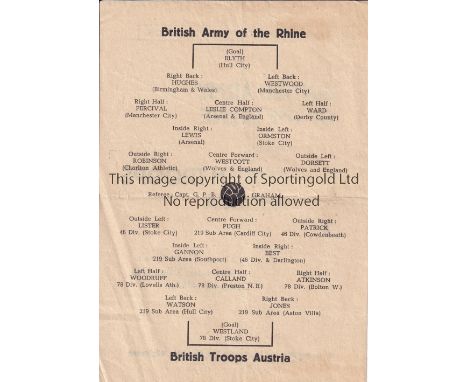 British Army of the Rhine
(Goal)
BLYTH
(Hull City)
Right Back: Left Back:
HUGHES WESTWOOD
(Birmingham & Wales) (Manchester City)
Right Half: Centre Half: Left Half:
PERCIVAL LESLIE COMPTON WARD
(Manchester City) (Arsenal & England) (Derby County)
Inside Right: Inside Left:
LEWIS ORMSTON
(Arsenal) (Stoke City)
Outside Right: Centre Forward: Outside Left:
ROBINSON WESTCOTT DORSETT
(Charlton Athletic) (Wolves & England) (Wolves and England)
This image copyright of Sportingold Ltd
Referee, Capt. G. P. B. GRAHAM.
No reproduction allowed
Outside Left: Centre Forward: Outside Right:
LISTER PUGH PATRICK
46 Div. (Stoke City) 219 Sub Area (Cardiff City) 46 Div. (Cowdenbeath)
Inside Left: Inside Right:
GANNON BEST
219 Sub Area (Southport) (46 Div. & Darlington)
Left Half: Centre Half: Right Half:
WOODRUFF CALLAND ATKINSON
78 Div. (Lovells Ath.) 78 Div. (Preston N.E) 78 Div. (Bolton W.)
Left Back: Right Back:
WATSON JONES
219 Sub Area (Hull City) 219 Sub Area (Aston Villa)
(Goal)
WESTLAND
78 Div. (Stoke City)
British Troops Austria